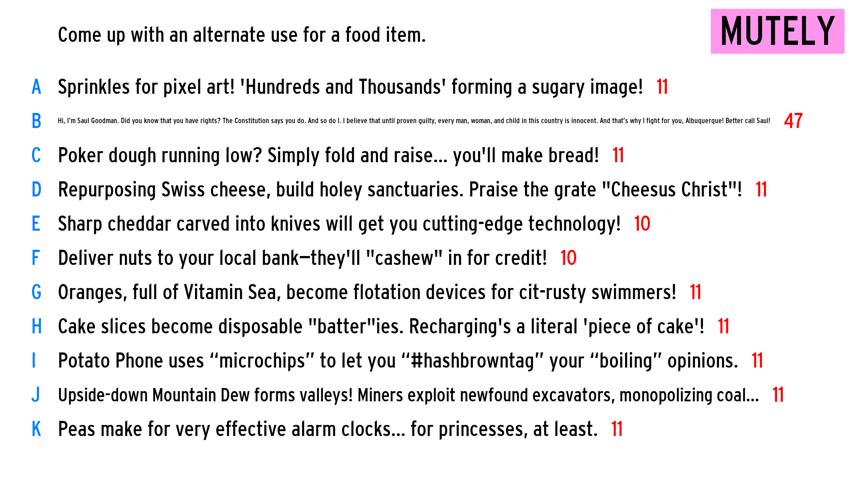 Come up with an alternate use for a food item.
MUTELY
A Sprinkles for pixel art! 'Hundreds and Thousands' forming a sugary image! 11
B Hi, I'm Saul Goodman. Did you know that you have rights? The Constitution says you do. And so do I. I believe that until proven guilty, every man, woman, and child in this country is innocent. And that's why I fight for you, Albuquerque! Better call Saul! 47
C Poker dough running low? Simply fold and raise... you'll make bread! 11
D Repurposing Swiss cheese, build holey sanctuaries. Praise the grate "Cheesus Christ"! 11
E Sharp cheddar carved into knives will get you cutting-edge technology! 10
F Deliver nuts to your local bank—they'll "cashew" in for credit! 10
G Oranges, full of Vitamin Sea, become flotation devices for cit-rusty swimmers! 11
H Cake slices become disposable "batter"ies. Recharging's a literal 'piece of cake'! 11
I Potato Phone uses “microchips” to let you “#hashbrowntag” your “boiling” opinions. 11
J Upside-down Mountain Dew forms valleys! Miners exploit newfound excavators, monopolizing coal... 11
K Peas make for very effective alarm clocks... for princesses, at least. 11